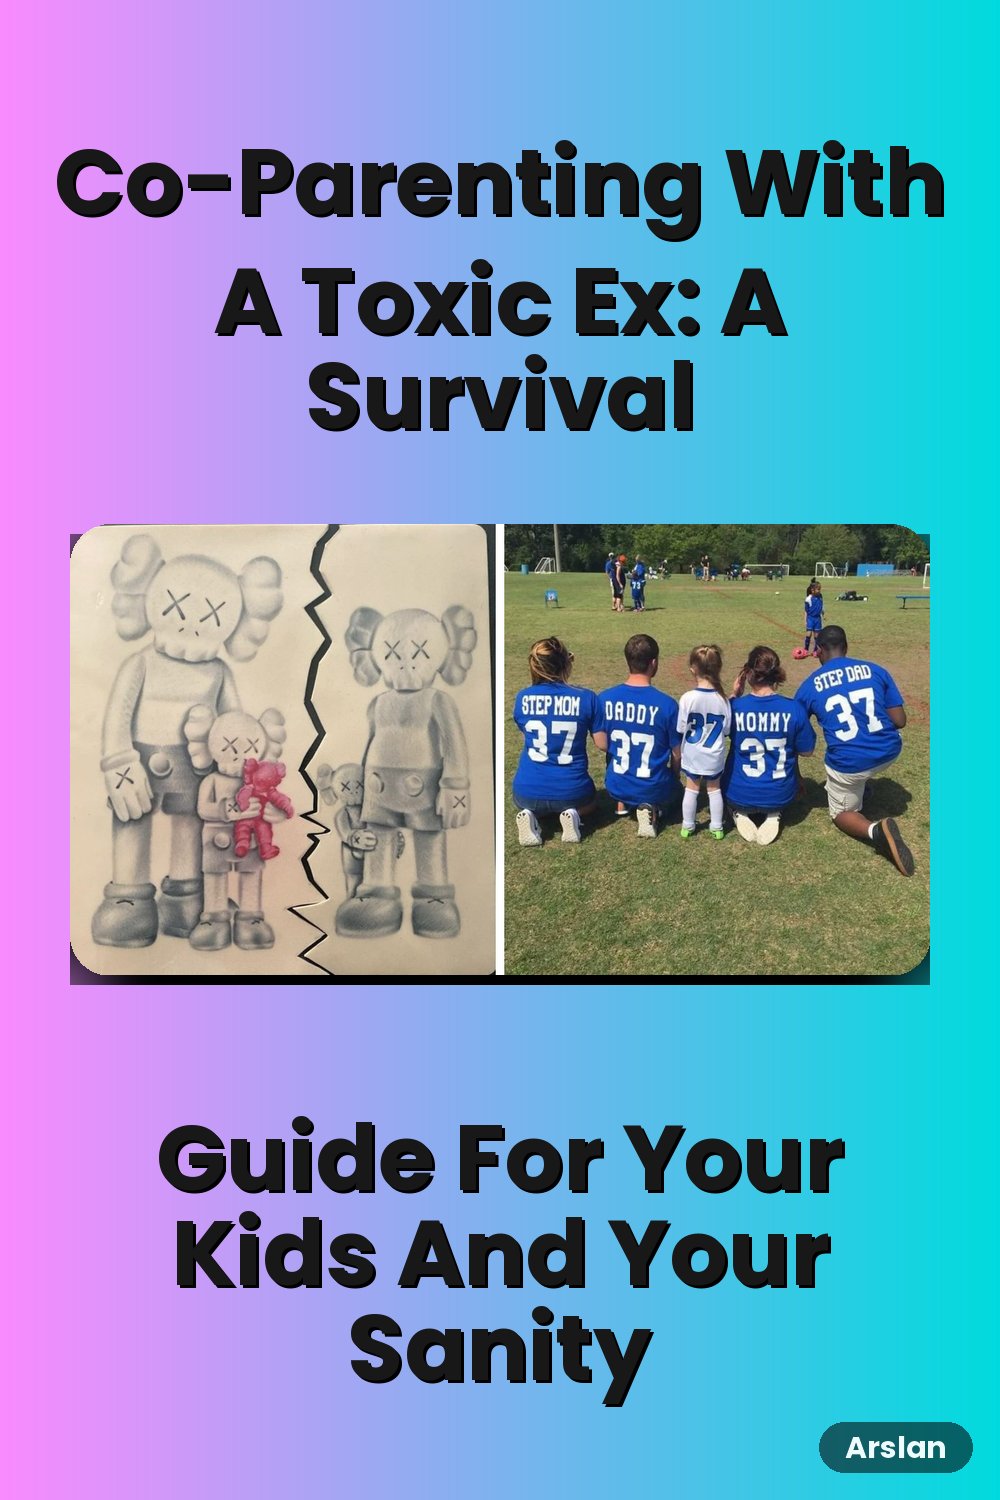 Co-Parenting With
A Toxic Ex: A
Survival
STEP MOM
37
DADDY
37
37
MOMMY
37
STEP DAD
37
73
Guide For Your
Kids And Your
Sanity
Arslan